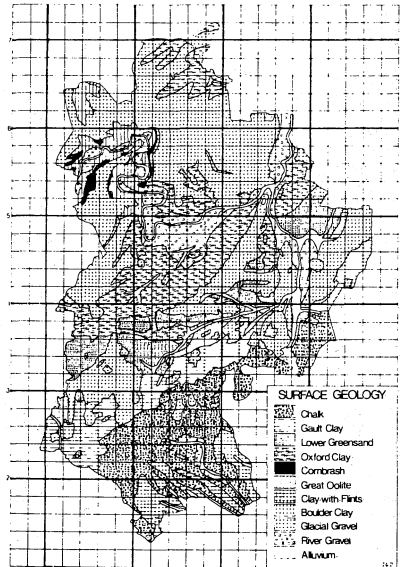 7
6
5
4
3
2
SURFACE GEOLOGY
Chalk
Gault Clay
Lower Greensand
Oxford Clay
Cornbrash
Great Oolite
Clay-with-Flints
Boulder Clay
Glacial Gravel
River Gravel
Alluvium